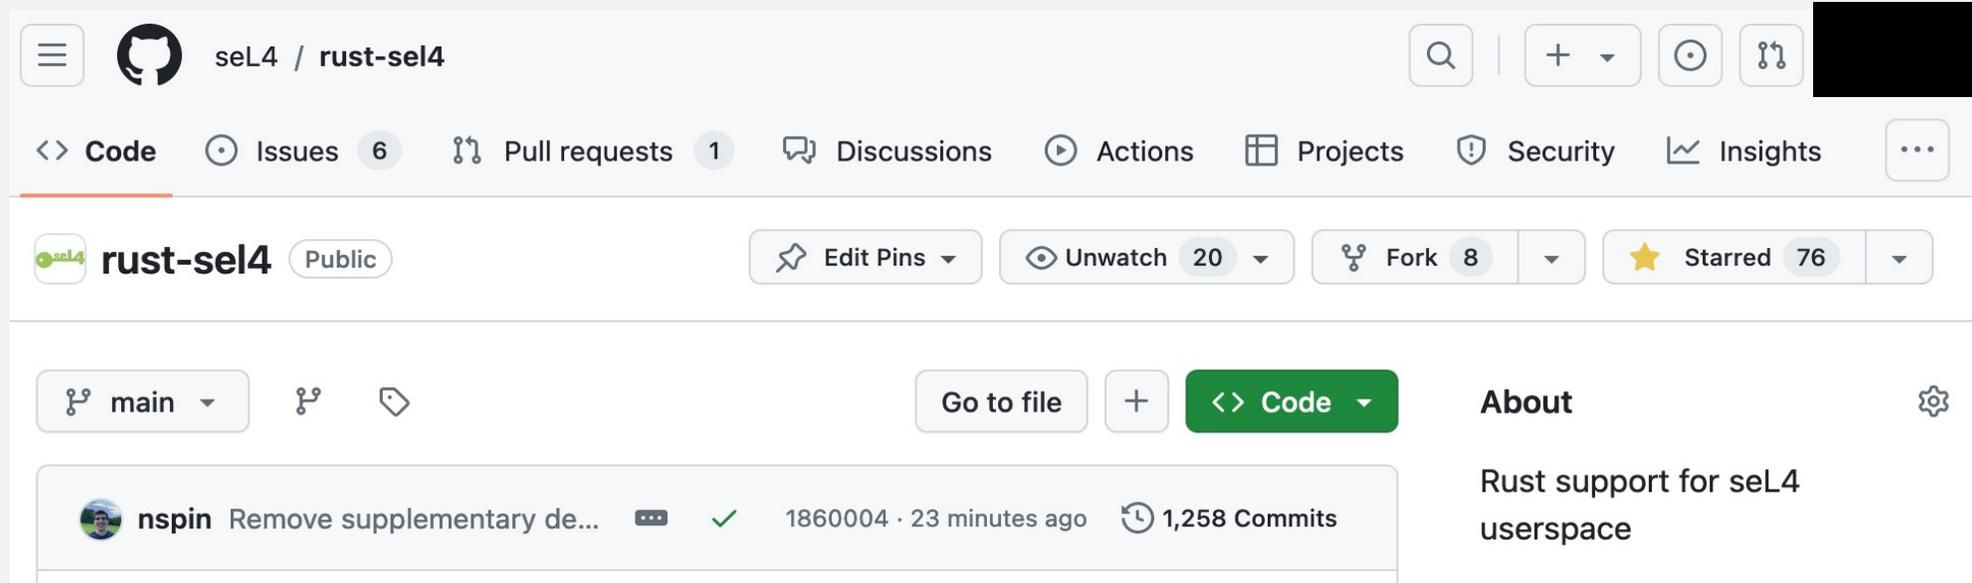 seL4 / rust-sel4
Code Issues 6 Pull requests 1 Discussions Actions Projects Security Insights
seL4 rust-sel4 Public Edit Pins Unwatch 20 Fork 8 Starred 76
main Go to file Code About
nspin Remove supplementary de... 1860004 · 23 minutes ago 1,258 Commits
Rust support for seL4
userspace